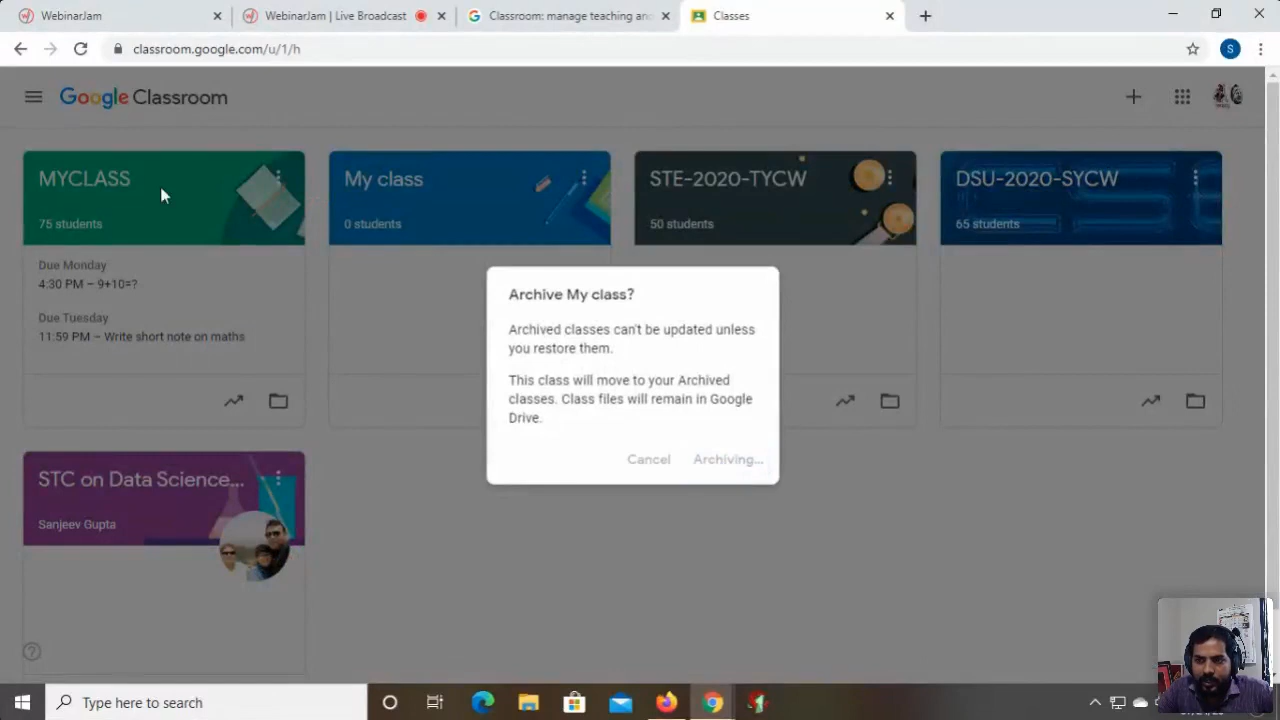 WebinarJam
WebinarJam | Live Broadcast
Classroom: manage teaching and
Classes
classroom.google.com/u/1/h
S
Google Classroom
MYCLASS
75 students
Due Monday
4:30 PM – 9+10=?
Due Tuesday
11:59 PM – Write short note on maths
My class
0 students
STE-2020-TYCW
50 students
DSU-2020-SYCW
65 students
Archive My class?
Archived classes can't be updated unless
you restore them.
This class will move to your Archived
classes. Class files will remain in Google
Drive.
Cancel
Archiving...
STC on Data Science...
Sanjeev Gupta
Type here to search